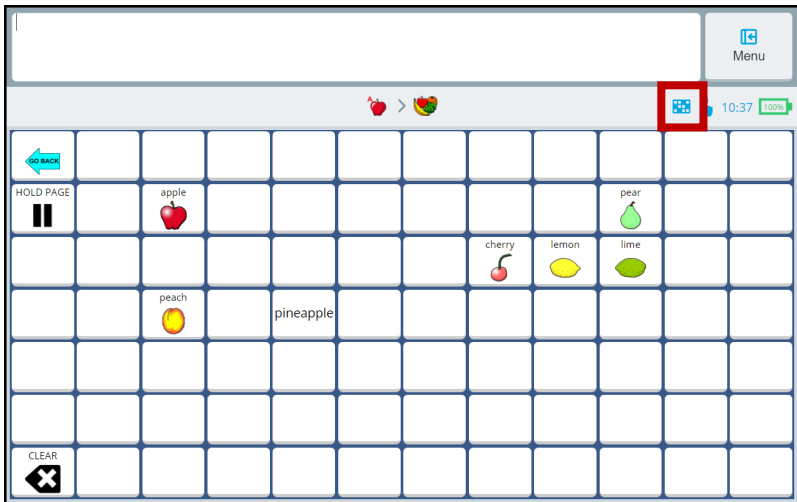 Menu
10:37
100%
GO BACK
HOLD PAGE
apple
pear
cherry
lemon
lime
peach
pineapple
CLEAR